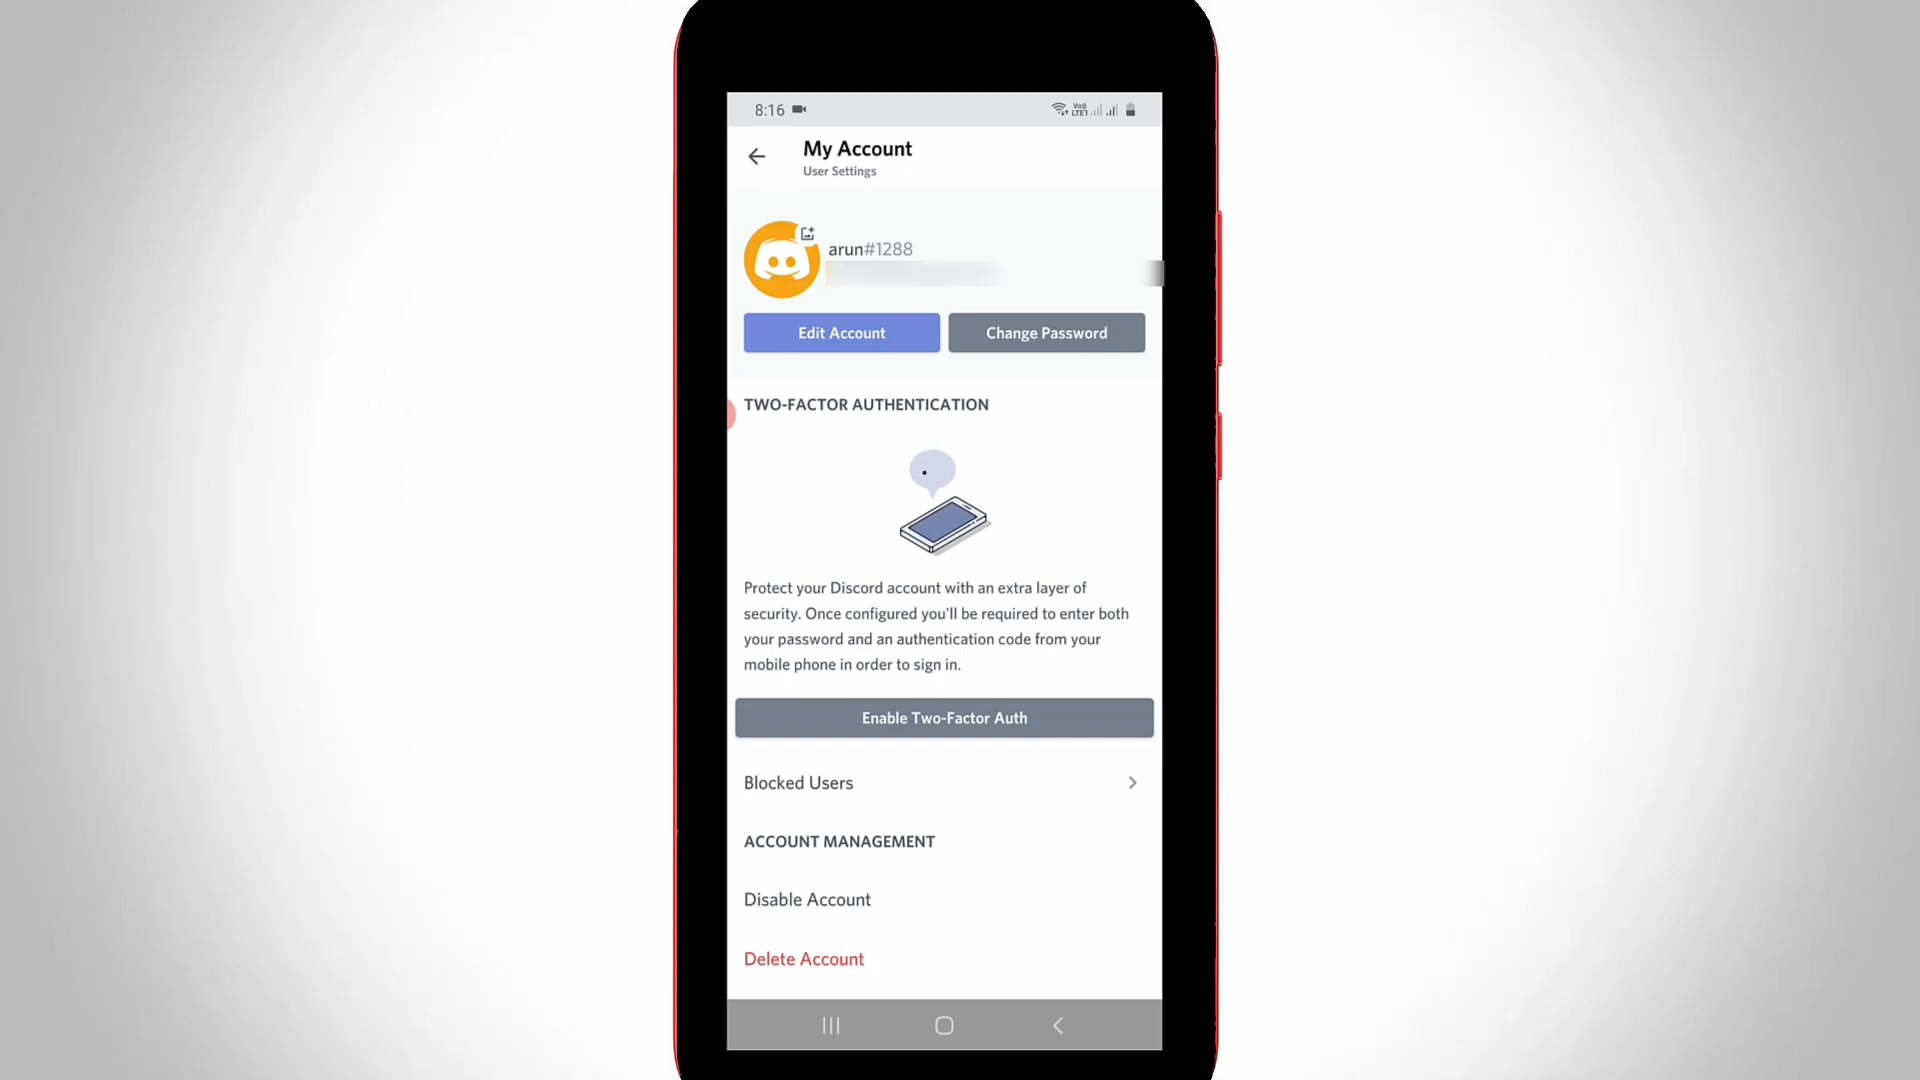 8:16
Vo)
LTE1
My Account
User Settings
arun#1288
Edit Account
Change Password
TWO-FACTOR AUTHENTICATION
Protect your Discord account with an extra layer of
security. Once configured you'll be required to enter both
your password and an authentication code from your
mobile phone in order to sign in.
Enable Two-Factor Auth
Blocked Users
ACCOUNT MANAGEMENT
Disable Account
Delete Account